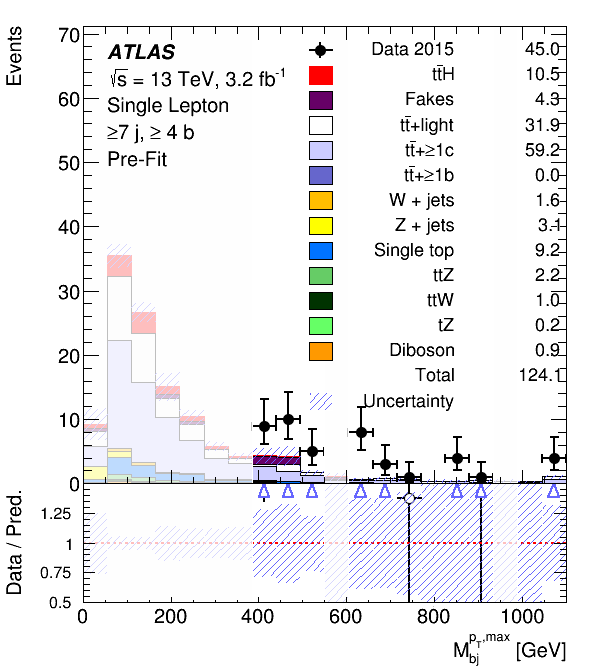 Events
70
60
50
40
30
20
10
0
ATLAS
√s = 13 TeV, 3.2 fb⁻¹
Single Lepton
≥7 j, ≥ 4 b
Pre-Fit
Data 2015 45.0
tt̄H 10.5
Fakes 4.3
tt̄+light 31.9
tt̄+≥1c 59.2
tt̄+≥1b 0.0
W + jets 1.6
Z + jets 3.1
Single top 9.2
ttZ 2.2
ttW 1.0
tZ 0.2
Diboson 0.9
Total 124.1
Uncertainty
Data / Pred.
1.25
1
0.75
0.5
0 200 400 600 800 1000
M_bj^{p_T,max} [GeV]